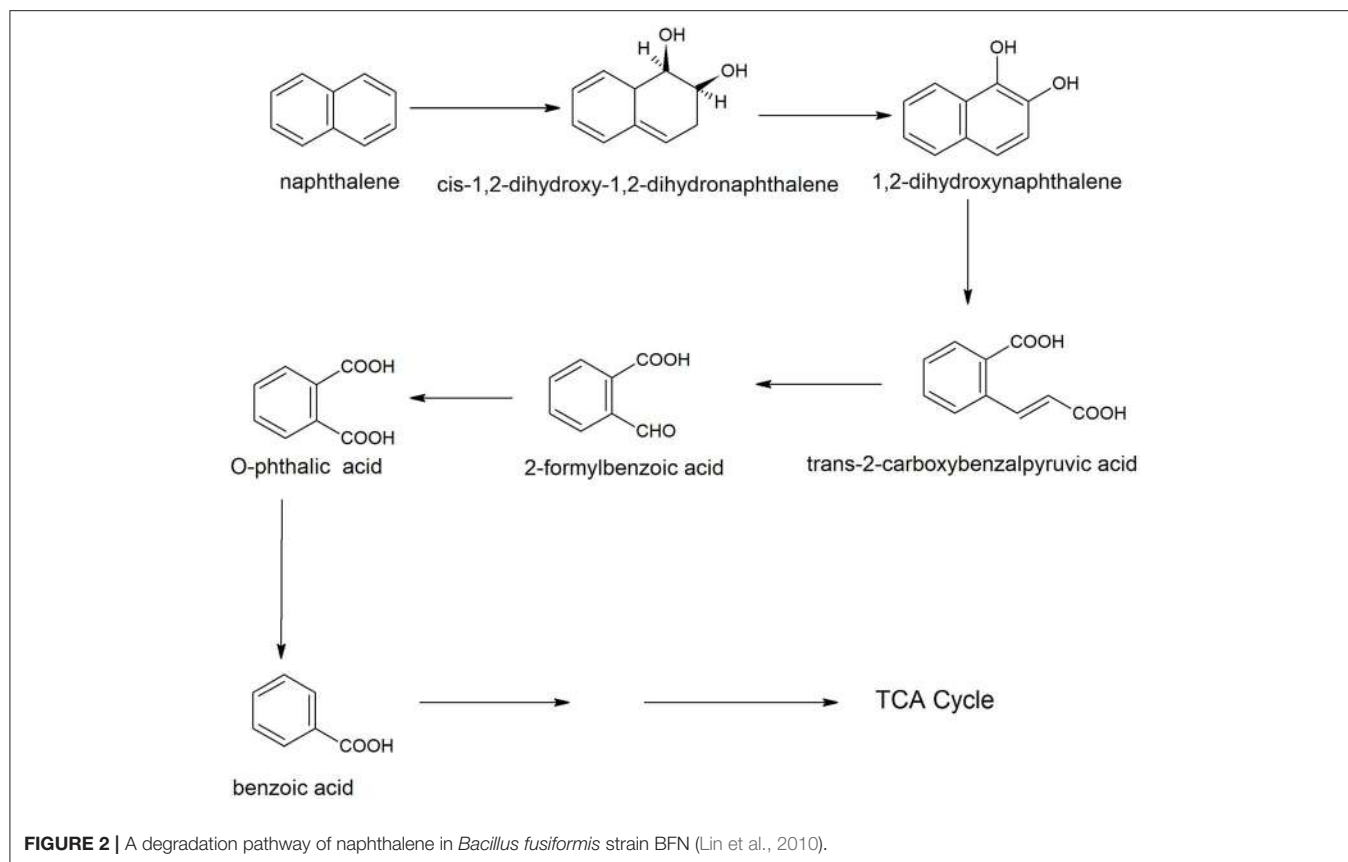 OH
H
OH
H
OH
OH
naphthalene
cis-1,2-dihydroxy-1,2-dihydronaphthalene
1,2-dihydroxynaphthalene
COOH
COOH
O-phthalic acid
COOH
CHO
2-formylbenzoic acid
COOH
COOH
trans-2-carboxybenzalpyruvic acid
COOH
benzoic acid
TCA Cycle
FIGURE 2 | A degradation pathway of naphthalene in Bacillus fusiformis strain BFN (Lin et al., 2010).